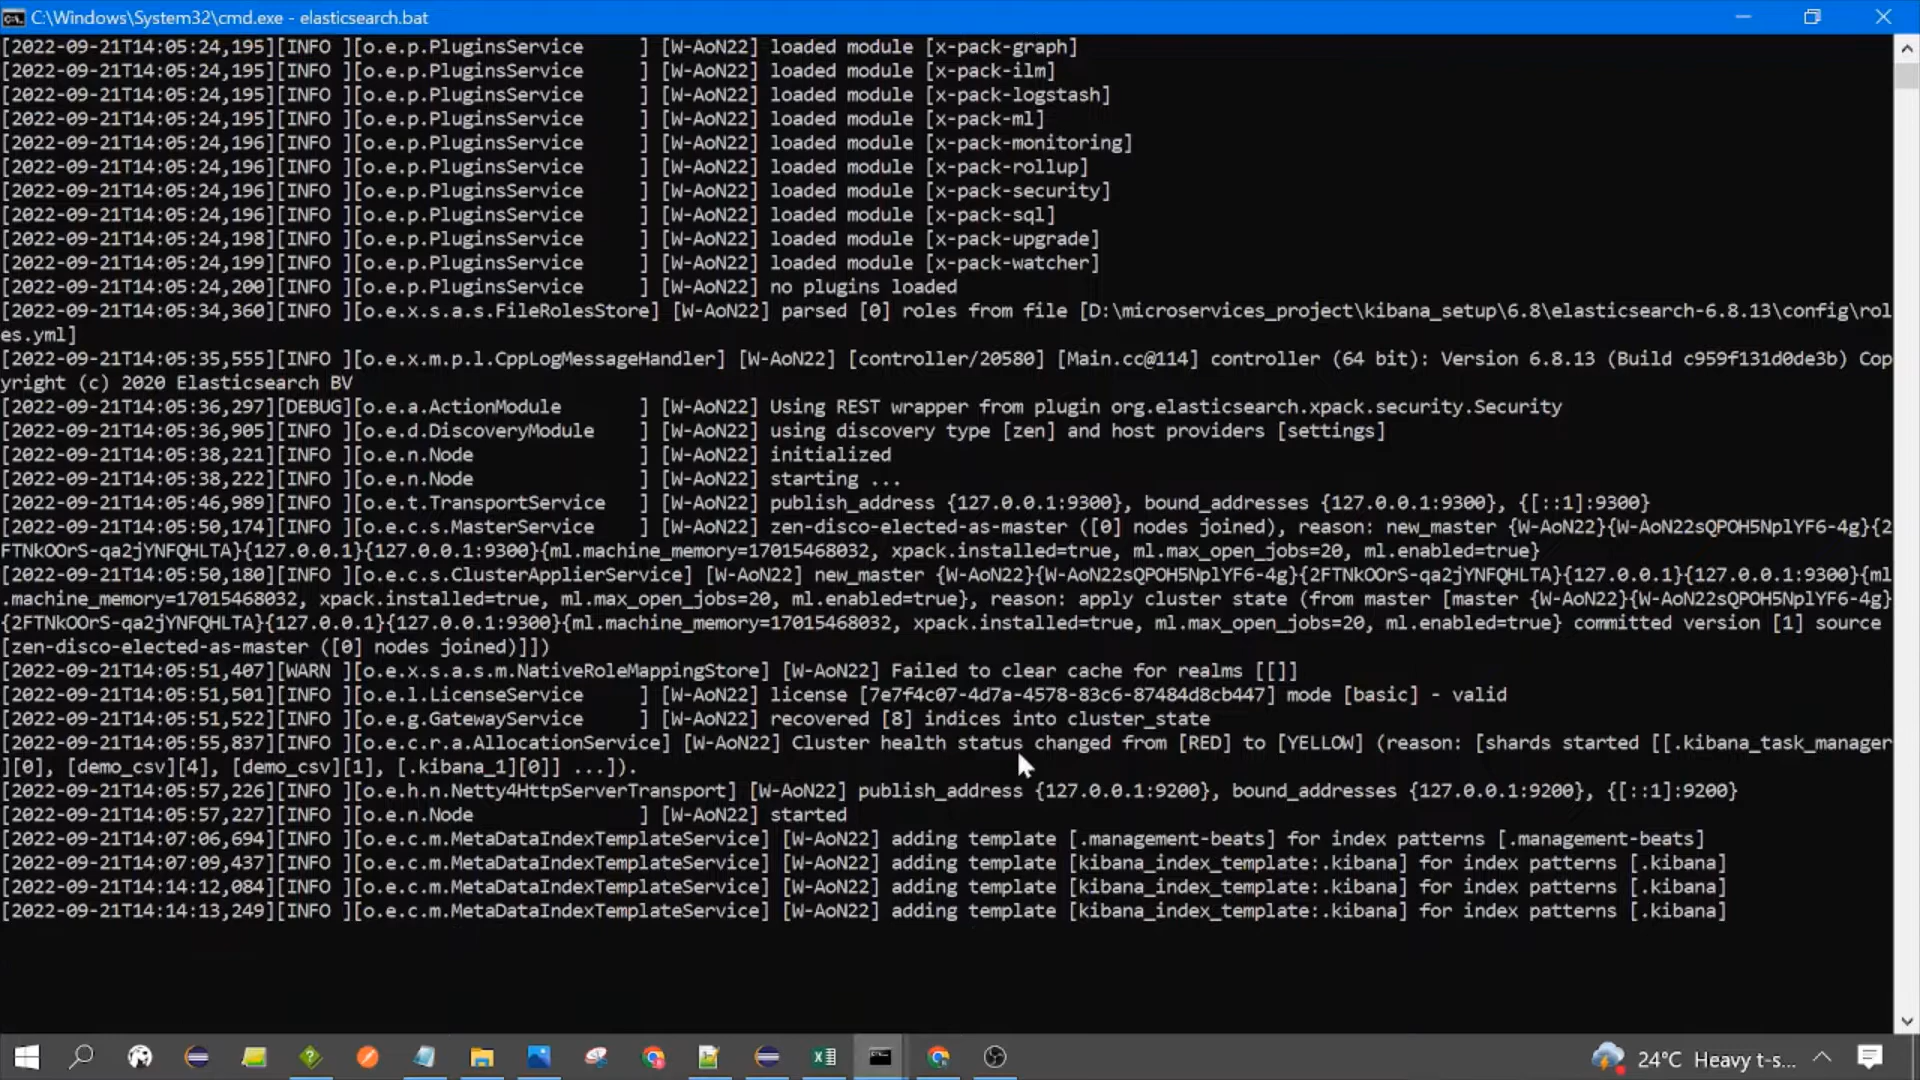 C:\Windows\System32\cmd.exe - elasticsearch.bat
[2022-09-21T14:05:24,195][INFO ][o.e.p.PluginsService     ] [W-AoN22] loaded module [x-pack-graph]
[2022-09-21T14:05:24,195][INFO ][o.e.p.PluginsService     ] [W-AoN22] loaded module [x-pack-ilm]
[2022-09-21T14:05:24,195][INFO ][o.e.p.PluginsService     ] [W-AoN22] loaded module [x-pack-logstash]
[2022-09-21T14:05:24,195][INFO ][o.e.p.PluginsService     ] [W-AoN22] loaded module [x-pack-ml]
[2022-09-21T14:05:24,196][INFO ][o.e.p.PluginsService     ] [W-AoN22] loaded module [x-pack-monitoring]
[2022-09-21T14:05:24,196][INFO ][o.e.p.PluginsService     ] [W-AoN22] loaded module [x-pack-rollup]
[2022-09-21T14:05:24,196][INFO ][o.e.p.PluginsService     ] [W-AoN22] loaded module [x-pack-security]
[2022-09-21T14:05:24,196][INFO ][o.e.p.PluginsService     ] [W-AoN22] loaded module [x-pack-sql]
[2022-09-21T14:05:24,198][INFO ][o.e.p.PluginsService     ] [W-AoN22] loaded module [x-pack-upgrade]
[2022-09-21T14:05:24,199][INFO ][o.e.p.PluginsService     ] [W-AoN22] loaded module [x-pack-watcher]
[2022-09-21T14:05:24,200][INFO ][o.e.p.PluginsService     ] [W-AoN22] no plugins loaded
[2022-09-21T14:05:34,360][INFO ][o.e.x.s.a.s.FileRolesStore] [W-AoN22] parsed [0] roles from file [D:\microservices_project\kibana_setup\6.8\elasticsearch-6.8.13\config\rol
es.yml]
[2022-09-21T14:05:35,555][INFO ][o.e.x.m.p.l.CppLogMessageHandler] [W-AoN22] [controller/20580] [Main.cc@114] controller (64 bit): Version 6.8.13 (Build c959f131d0de3b) Cop
yright (c) 2020 Elasticsearch BV
[2022-09-21T14:05:36,297][DEBUG][o.e.a.ActionModule       ] [W-AoN22] Using REST wrapper from plugin org.elasticsearch.xpack.security.Security
[2022-09-21T14:05:36,905][INFO ][o.e.d.DiscoveryModule    ] [W-AoN22] using discovery type [zen] and host providers [settings]
[2022-09-21T14:05:38,221][INFO ][o.e.n.Node               ] [W-AoN22] initialized
[2022-09-21T14:05:38,222][INFO ][o.e.n.Node               ] [W-AoN22] starting ...
[2022-09-21T14:05:46,989][INFO ][o.e.t.TransportService   ] [W-AoN22] publish_address {127.0.0.1:9300}, bound_addresses {127.0.0.1:9300}, {[::1]:9300}
[2022-09-21T14:05:50,174][INFO ][o.e.c.s.MasterService    ] [W-AoN22] zen-disco-elected-as-master ([0] nodes joined), reason: new_master {W-AoN22}{W-AoN22sQPOH5NplYF6-4g}{2
FTNkOOrS-qa2jYNFQHLTA}{127.0.0.1}{127.0.0.1:9300}{ml.machine_memory=17015468032, xpack.installed=true, ml.max_open_jobs=20, ml.enabled=true}
[2022-09-21T14:05:50,180][INFO ][o.e.c.s.ClusterApplierService] [W-AoN22] new_master {W-AoN22}{W-AoN22sQPOH5NplYF6-4g}{2FTNkOOrS-qa2jYNFQHLTA}{127.0.0.1}{127.0.0.1:9300}{ml
.machine_memory=17015468032, xpack.installed=true, ml.max_open_jobs=20, ml.enabled=true}, reason: apply cluster state (from master [master {W-AoN22}{W-AoN22sQPOH5NplYF6-4g}
{2FTNkOOrS-qa2jYNFQHLTA}{127.0.0.1}{127.0.0.1:9300}{ml.machine_memory=17015468032, xpack.installed=true, ml.max_open_jobs=20, ml.enabled=true} committed version [1] source
[zen-disco-elected-as-master ([0] nodes joined)]])
[2022-09-21T14:05:51,407][WARN ][o.e.x.s.a.s.m.NativeRoleMappingStore] [W-AoN22] Failed to clear cache for realms [[]]
[2022-09-21T14:05:51,501][INFO ][o.e.l.LicenseService     ] [W-AoN22] license [7e7f4c07-4d7a-4578-83c6-87484d8cb447] mode [basic] - valid
[2022-09-21T14:05:51,522][INFO ][o.e.g.GatewayService     ] [W-AoN22] recovered [8] indices into cluster_state
[2022-09-21T14:05:55,837][INFO ][o.e.c.r.a.AllocationService] [W-AoN22] Cluster health status changed from [RED] to [YELLOW] (reason: [shards started [[.kibana_task_manager
][0], [demo_csv][4], [demo_csv][1], [.kibana_1][0]] ...]).
[2022-09-21T14:05:57,226][INFO ][o.e.h.n.Netty4HttpServerTransport] [W-AoN22] publish_address {127.0.0.1:9200}, bound_addresses {127.0.0.1:9200}, {[::1]:9200}
[2022-09-21T14:05:57,227][INFO ][o.e.n.Node               ] [W-AoN22] started
[2022-09-21T14:07:06,694][INFO ][o.e.c.m.MetaDataIndexTemplateService] [W-AoN22] adding template [.management-beats] for index patterns [.management-beats]
[2022-09-21T14:07:09,437][INFO ][o.e.c.m.MetaDataIndexTemplateService] [W-AoN22] adding template [kibana_index_template:.kibana] for index patterns [.kibana]
[2022-09-21T14:14:12,084][INFO ][o.e.c.m.MetaDataIndexTemplateService] [W-AoN22] adding template [kibana_index_template:.kibana] for index patterns [.kibana]
[2022-09-21T14:14:13,249][INFO ][o.e.c.m.MetaDataIndexTemplateService] [W-AoN22] adding template [kibana_index_template:.kibana] for index patterns [.kibana]
24°C Heavy t-s...